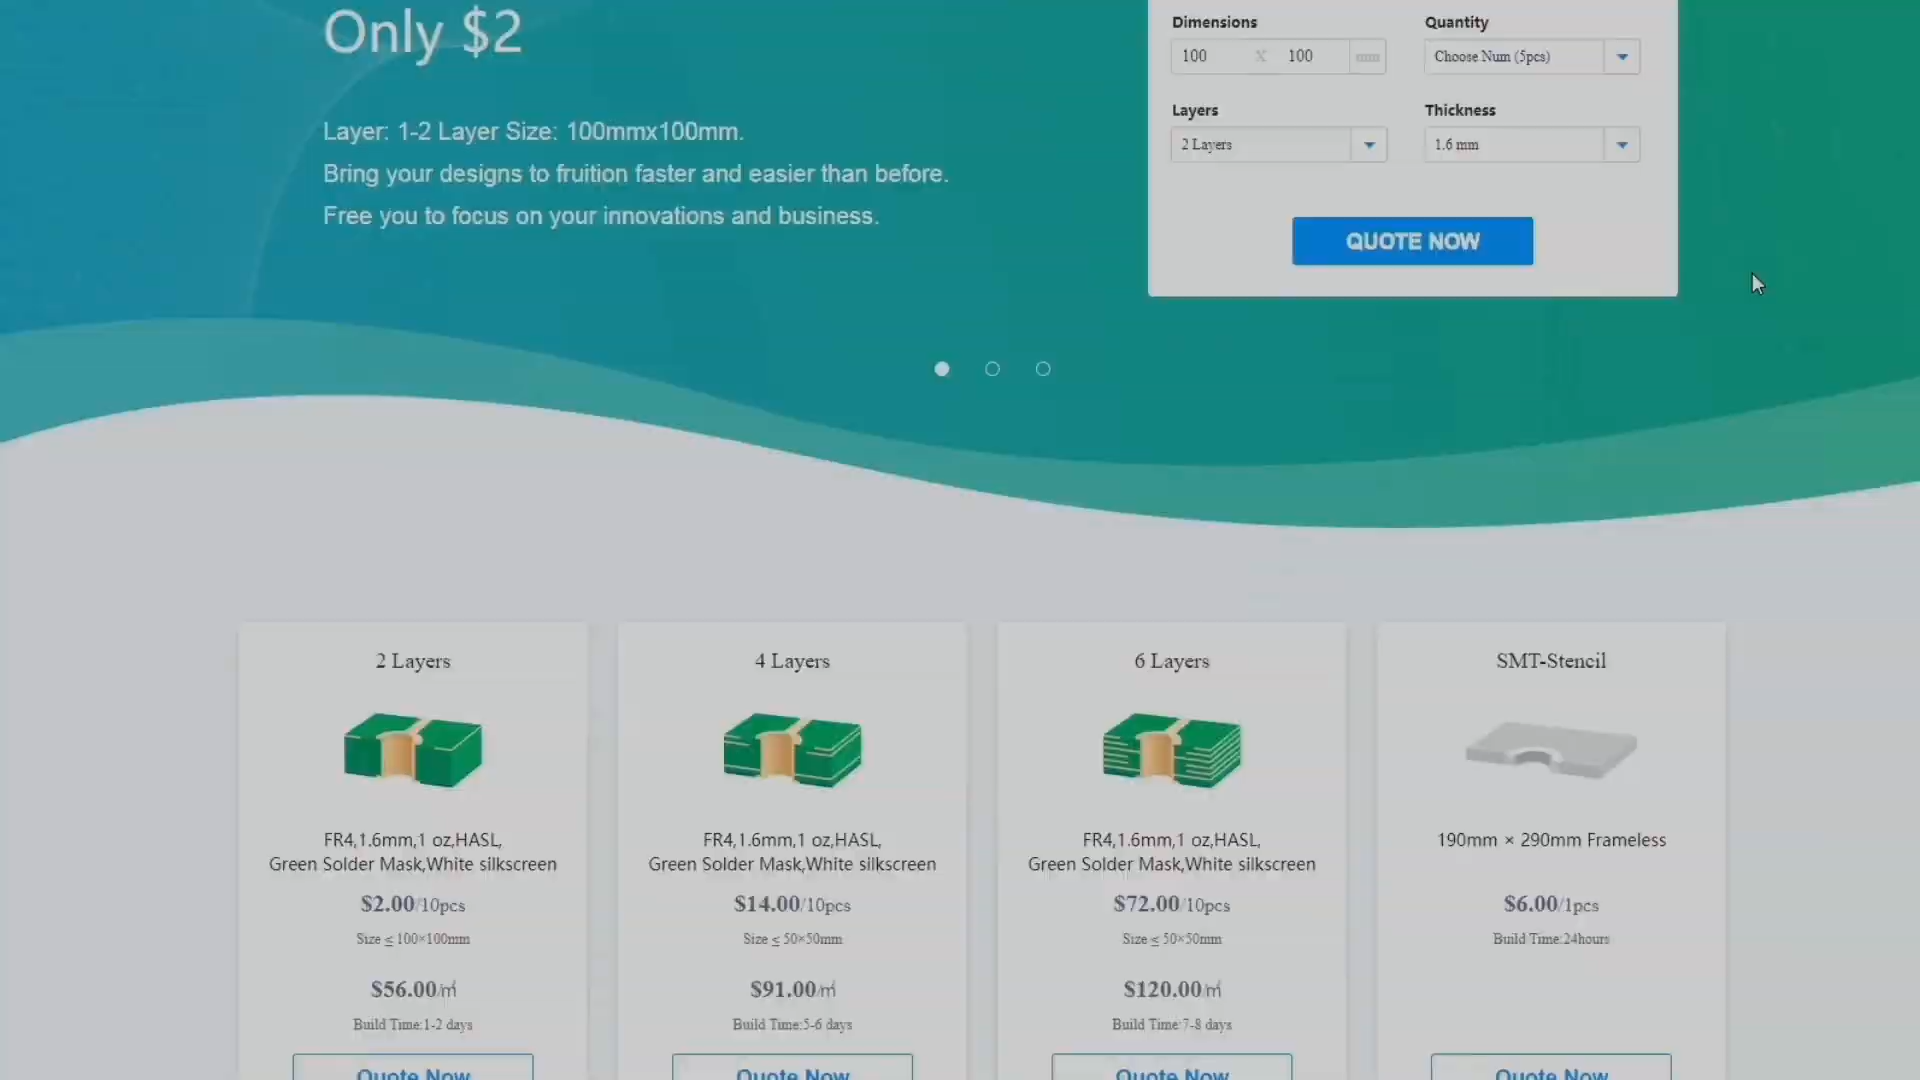 Only $2
Layer: 1-2 Layer Size: 100mmx100mm.
Bring your designs to fruition faster and easier than before.
Free you to focus on your innovations and business.
Dimensions
Quantity
100 X 100 mm
Choose Num (5pcs)
Layers
Thickness
2 Layers
1.6 mm
QUOTE NOW
2 Layers
FR4,1.6mm,1 oz,HASL,
Green Solder Mask,White silkscreen
$2.00/10pcs
Size ≤ 100×100mm
$56.00/㎡
Build Time:1-2 days
Quote Now
4 Layers
FR4,1.6mm,1 oz,HASL,
Green Solder Mask,White silkscreen
$14.00/10pcs
Size ≤ 50×50mm
$91.00/㎡
Build Time:5-6 days
Quote Now
6 Layers
FR4,1.6mm,1 oz,HASL,
Green Solder Mask,White silkscreen
$72.00/10pcs
Size ≤ 50×50mm
$120.00/㎡
Build Time:7-8 days
Quote Now
SMT-Stencil
190mm × 290mm Frameless
$6.00/1pcs
Build Time:24hours
Quote Now